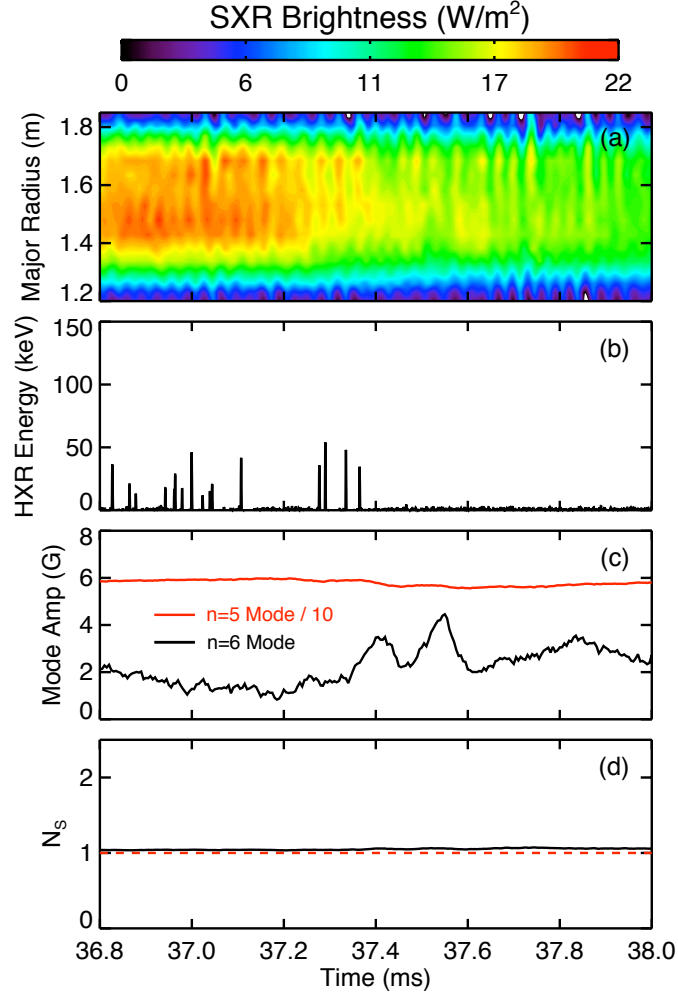 SXR Brightness (W/m²)
0 6 11 17 22
Major Radius (m)
1.8
1.6
1.4
1.2
(a)
HXR Energy (keV)
150
100
50
0
(b)
Mode Amp (G)
8
6
4
2
0
(c)
n=5 Mode / 10
n=6 Mode
N_S
2
1
0
(d)
36.8 37.0 37.2 37.4 37.6 37.8 38.0
Time (ms)